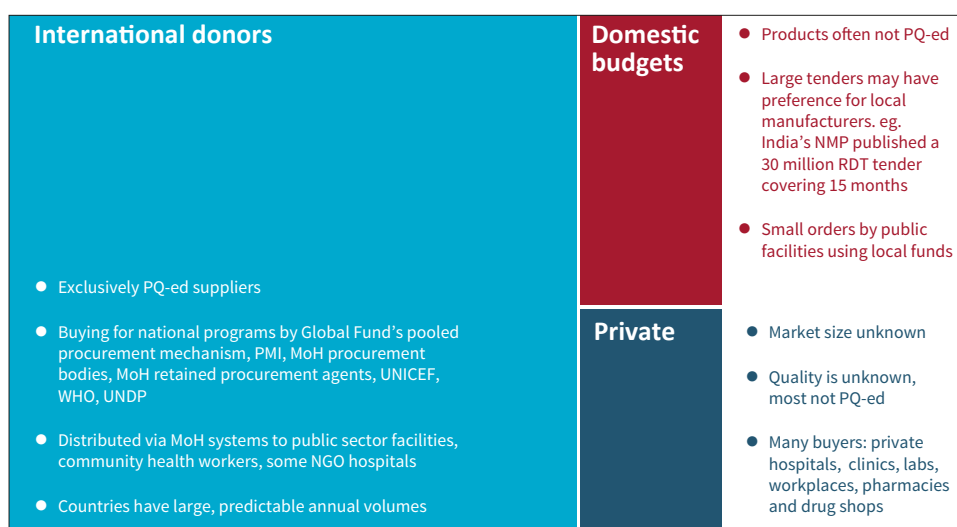 International donors
● Exclusively PQ-ed suppliers
● Buying for national programs by Global Fund's pooled
procurement mechanism, PMI, MoH procurement
bodies, MoH retained procurement agents, UNICEF,
WHO, UNDP
● Distributed via MoH systems to public sector facilities,
community health workers, some NGO hospitals
● Countries have large, predictable annual volumes
Domestic
budgets
● Products often not PQ-ed
● Large tenders may have
preference for local
manufacturers. eg.
India's NMP published a
30 million RDT tender
covering 15 months
● Small orders by public
facilities using local funds
Private
● Market size unknown
● Quality is unknown,
most not PQ-ed
● Many buyers: private
hospitals, clinics, labs,
workplaces, pharmacies
and drug shops